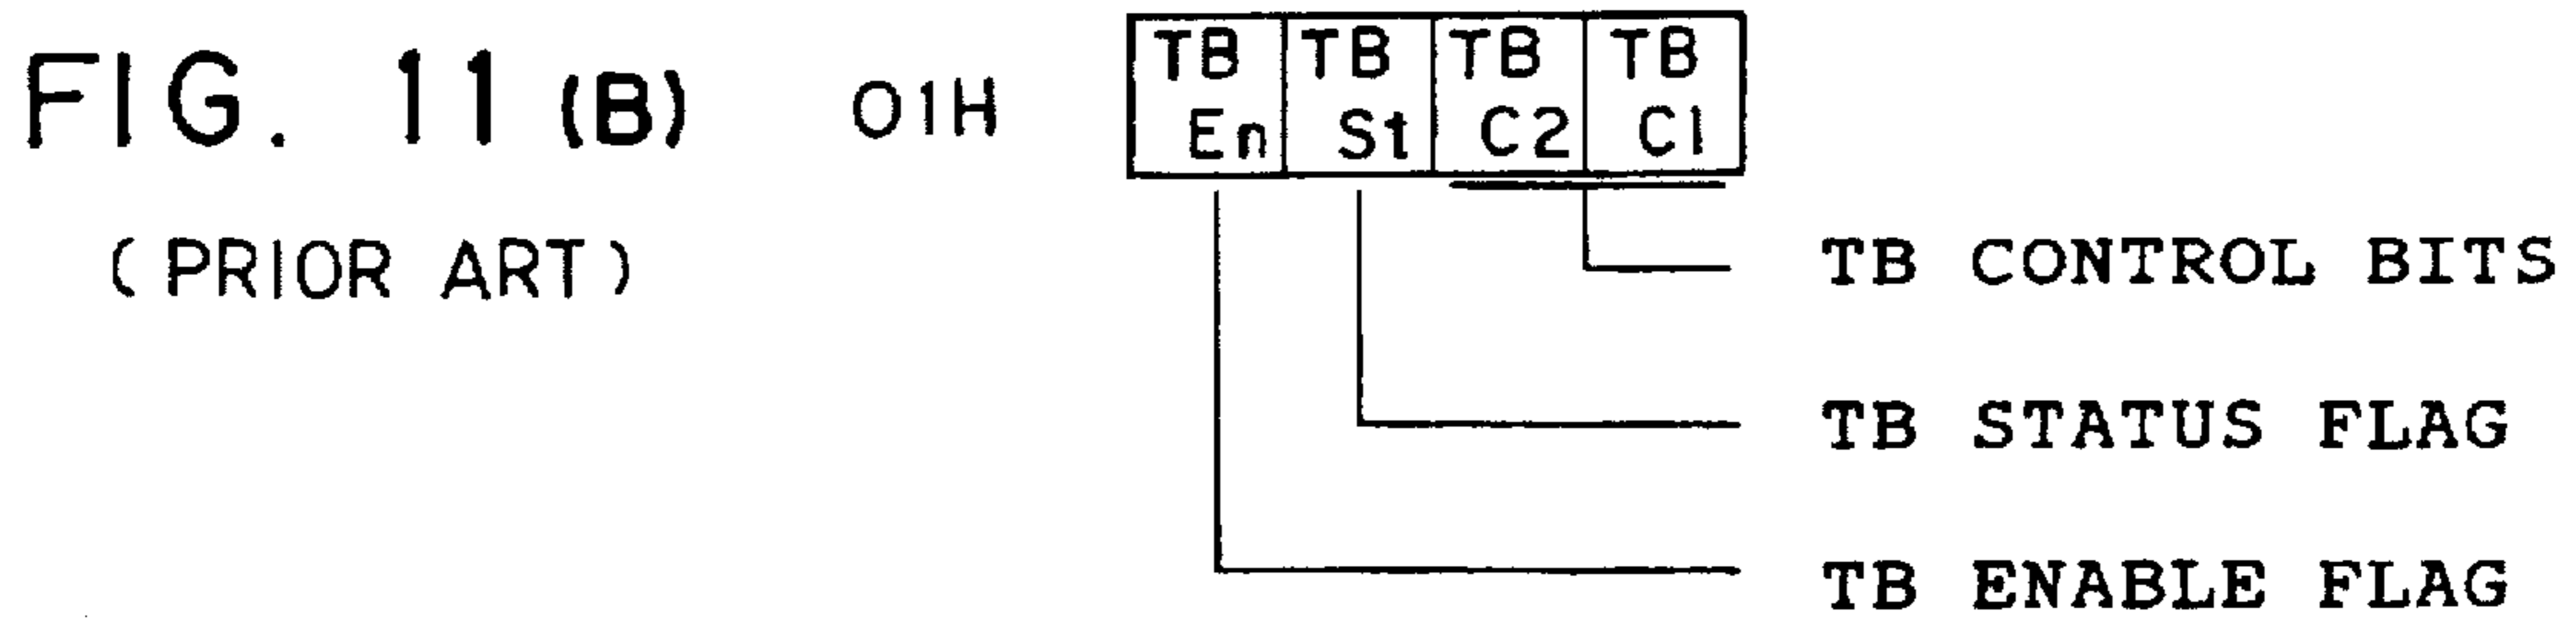 FIG. 11 (B)
(PRIOR ART)
01H
TB En TB St TB C2 TB C1
TB CONTROL BITS
TB STATUS FLAG
TB ENABLE FLAG